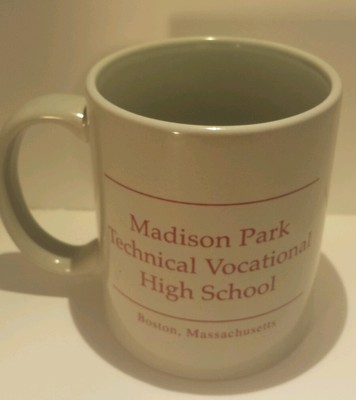 Madison Park
Technical Vocational
High School
Boston, Massachusetts